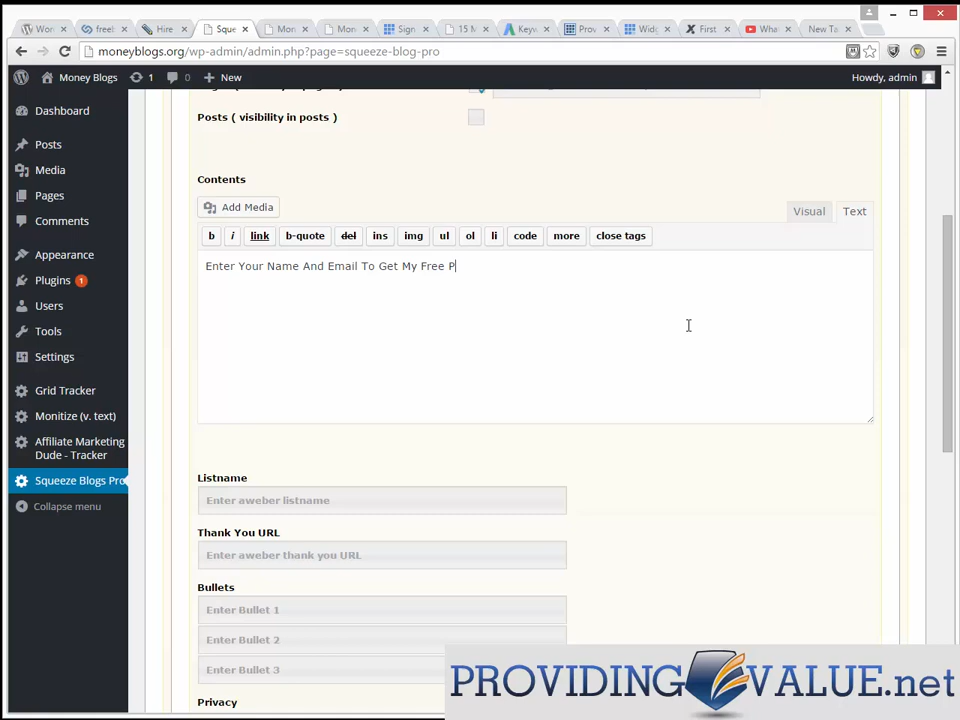 Wor
freel
Hire
Sque
Mon
Mon
Sign
15 M
Keyw
Prov
Widg
First
Wha
New Ta
moneyblogs.org/wp-admin/admin.php?page=squeeze-blog-pro
Money Blogs 1 0 New Howdy, admin
Dashboard
Posts
Media
Pages
Comments
Appearance
Plugins 1
Users
Tools
Settings
Grid Tracker
Monitize (v. text)
Affiliate Marketing
Dude - Tracker
Squeeze Blogs Pro
Collapse menu
Posts ( visibility in posts )
Contents
Add Media
Visual Text
b i link b-quote del ins img ul ol li code more close tags
Enter Your Name And Email To Get My Free P
Listname
Enter aweber listname
Thank You URL
Enter aweber thank you URL
Bullets
Enter Bullet 1
Enter Bullet 2
Enter Bullet 3
Privacy
PROVIDING VALUE.net